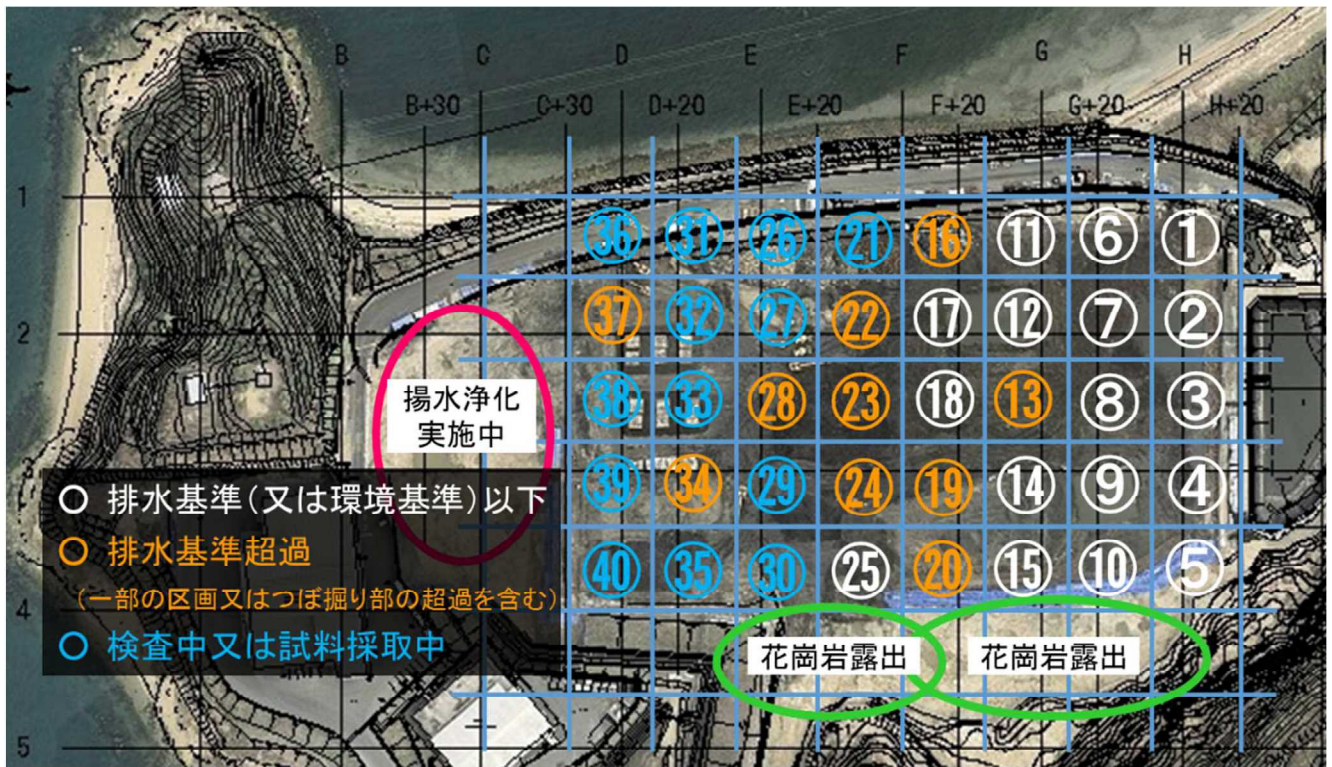 B C D E F G H
B+30 C+30 D+20 E+20 F+20 G+20 H+20
1
㊱ ㉛ ㉖ ㉑ ⑯ ⑪ ⑥ ①
2
㊲ ㉜ ㉗ ㉒ ⑰ ⑫ ⑦ ②
揚水浄化
実施中
㊳ ㉝ ㉘ ㉓ ⑱ ⑬ ⑧ ③
3
㊴ ㉞ ㉙ ㉔ ⑲ ⑭ ⑨ ④
○ 排水基準(又は環境基準)以下
○ 排水基準超過
(一部の区画又はつぼ掘り部の超過を含む)
○ 検査中又は試料採取中
㊵ ㉟ ㉚ ㉕ ⑳ ⑮ ⑩ ⑤
4
花崗岩露出 花崗岩露出
5